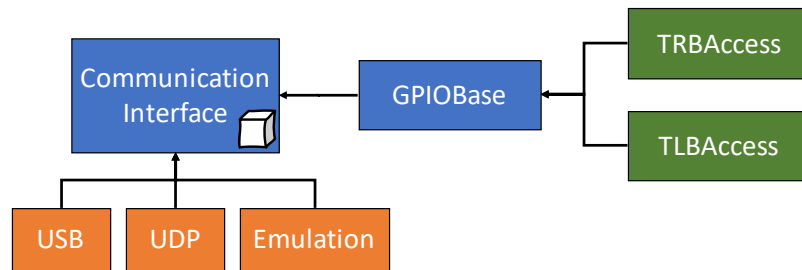 Communication
Interface
GPIOBase
TRBAccess
TLBAccess
USB
UDP
Emulation